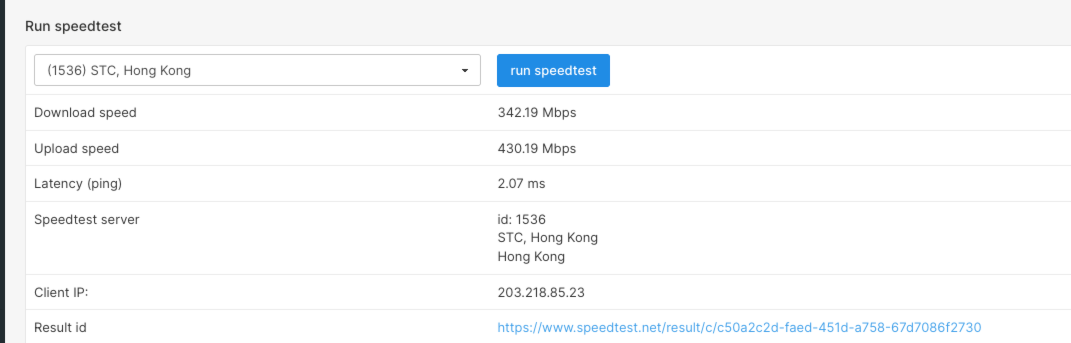 Run speedtest
(1536) STC, Hong Kong
run speedtest
Download speed 342.19 Mbps
Upload speed 430.19 Mbps
Latency (ping) 2.07 ms
Speedtest server id: 1536
STC, Hong Kong
Hong Kong
Client IP: 203.218.85.23
Result id https://www.speedtest.net/result/c/c50a2c2d-faed-451d-a758-67d7086f2730